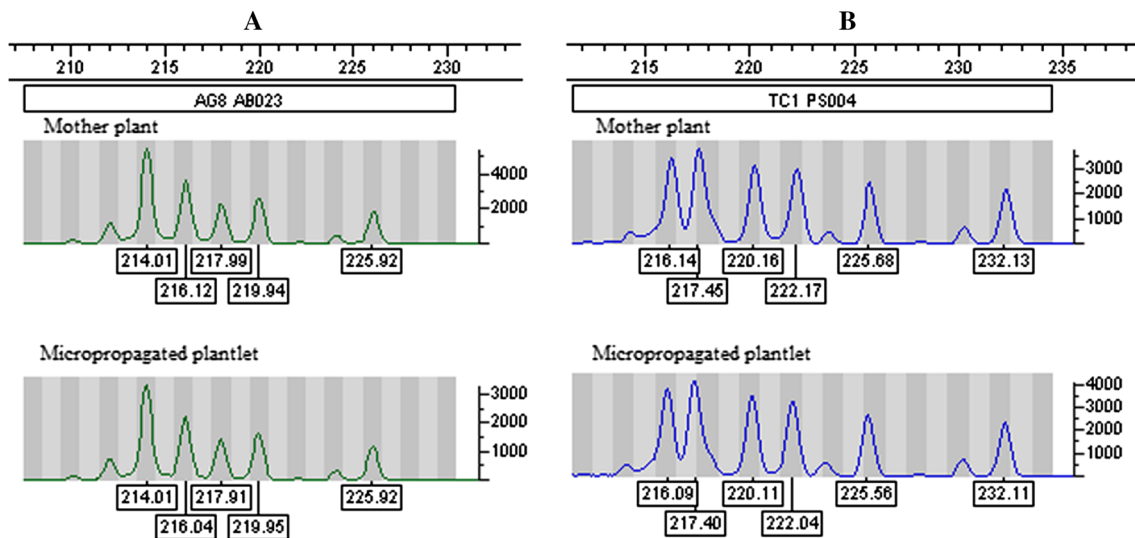 A
B
210 215 220 225 230
215 220 225 230 235
AG8 AB023
TC1 PS004
Mother plant
Mother plant
4000
2000
3000
2000
1000
214.01 217.99 225.92
216.12 219.94
216.14 220.16 225.68 232.13
217.45 222.17
Micropropagated plantlet
Micropropagated plantlet
3000
2000
1000
4000
3000
2000
1000
214.01 217.91 225.92
216.04 219.95
216.09 220.11 225.56 232.11
217.40 222.04